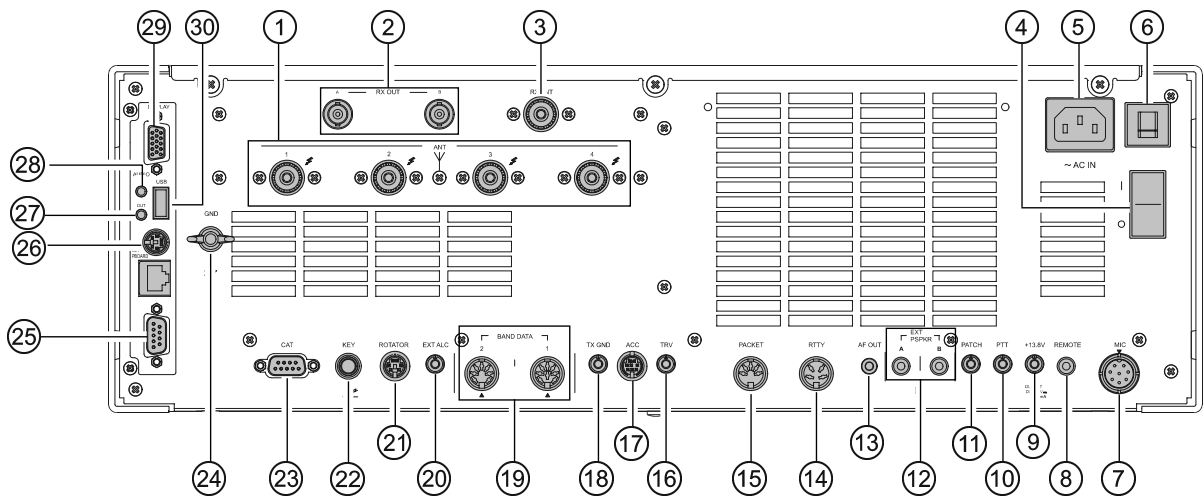 29 30 1 2 3 4 5 6
A RX OUT B
ANT
1 2 3 4
~ AC IN
28
USB
27
OUT
GND
26
25
BAND DATA
EXT
PSPKR
CAT KEY ROTATOR EXT ALC 2 1 TX GND ACC TRV PACKET RTTY AF OUT A B PATCH PTT +13.8V REMOTE MIC
24 23 22 21 20 19 18 17 16 15 14 13 12 11 10 9 8 7